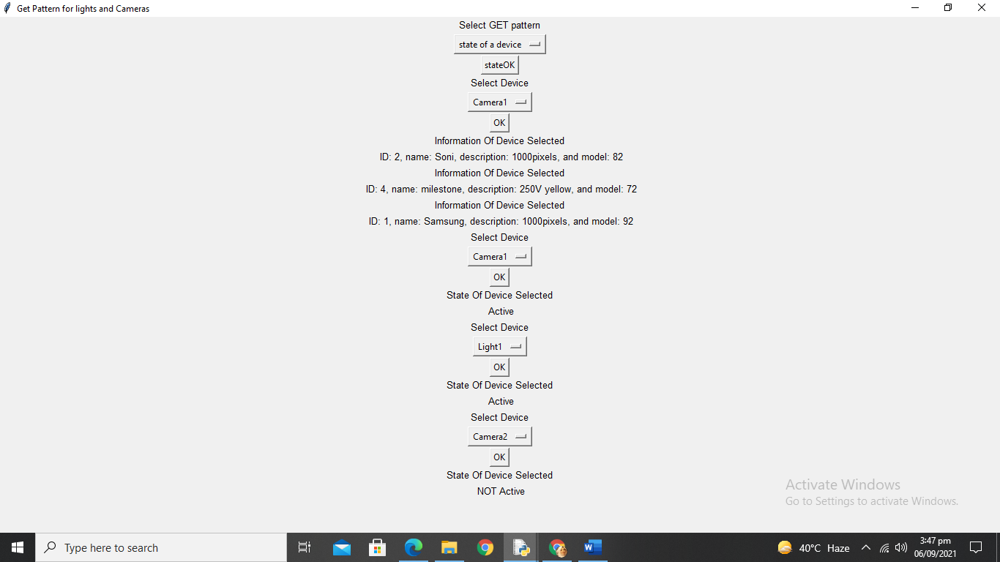 Get Pattern for lights and Cameras
Select GET pattern
state of a device
stateOK
Select Device
Camera1
OK
Information Of Device Selected
ID: 2, name: Soni, description: 1000pixels, and model: 82
Information Of Device Selected
ID: 4, name: milestone, description: 250V yellow, and model: 72
Information Of Device Selected
ID: 1, name: Samsung, description: 1000pixels, and model: 92
Select Device
Camera1
OK
State Of Device Selected
Active
Select Device
Light1
OK
State Of Device Selected
Active
Select Device
Camera2
OK
State Of Device Selected
NOT Active
Activate Windows
Go to Settings to activate Windows.
Type here to search
40°C Haze
3:47 pm
06/09/2021